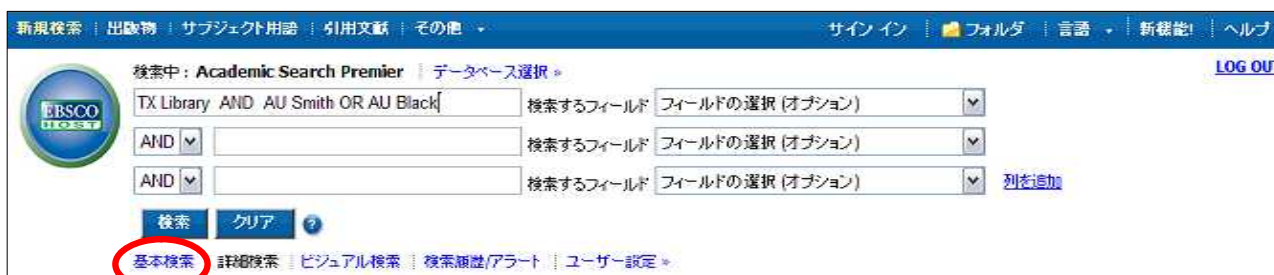 新規検索 出版物 サブジェクト用語 引用文献 その他 サイン イン フォルダ 言語 新機能! ヘルプ
検索中 : Academic Search Premier データベース選択 » LOG OUT
EBSCO HOST
TX Library AND AU Smith OR AU Black 検索するフィールド フィールドの選択 (オプション)
AND 検索するフィールド フィールドの選択 (オプション)
AND 検索するフィールド フィールドの選択 (オプション) 列を追加
検索 クリア ?
基本検索 詳細検索 ビジュアル検索 検索履歴/アラート ユーザー設定 »